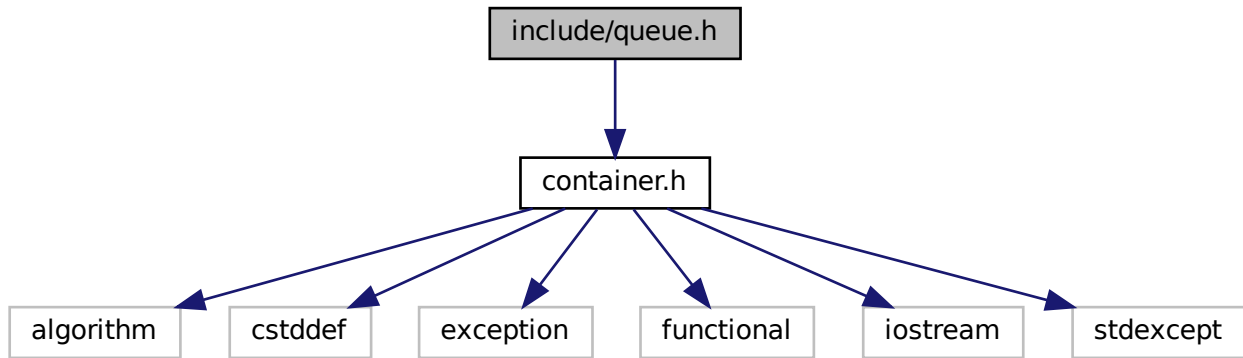 include/queue.h
container.h
algorithm
cstddef
exception
functional
iostream
stdexcept